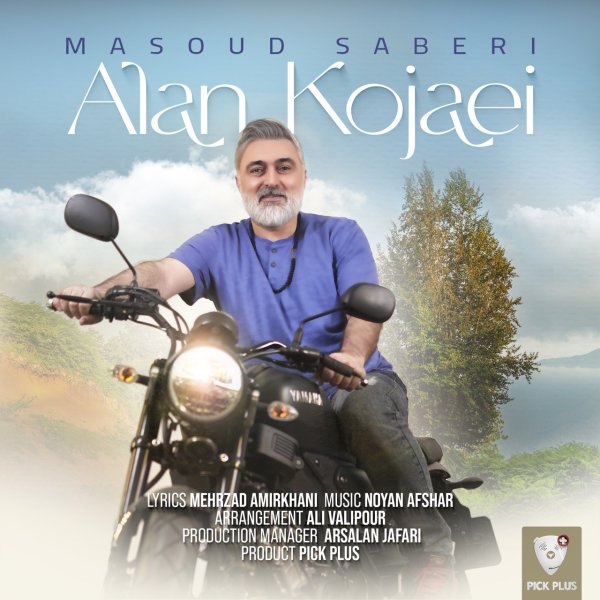 MASOUD SABERI
Alan Kojaei
YAMAHA
LYRICS MEHRZAD AMIRKHANI MUSIC NOYAN AFSHAR
ARRANGEMENT ALI VALIPOUR
PRODUCTION MANAGER ARSALAN JAFARI
PRODUCT PICK PLUS
PICK PLUS